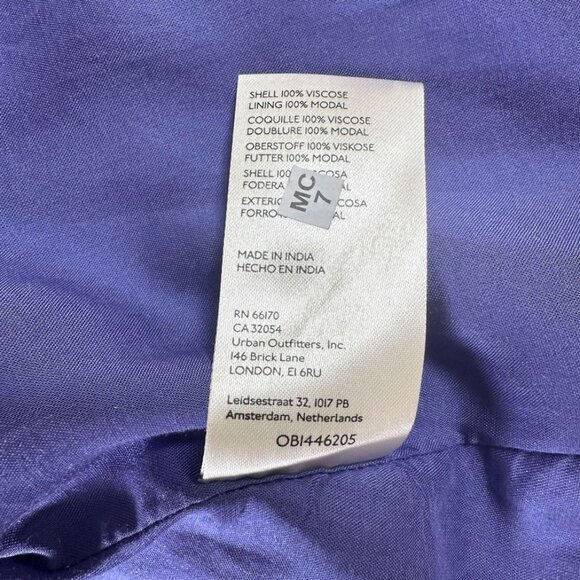 SHELL 100% VISCOSE
LINING 100% MODAL
COQUILLE 100% VISCOSE
DOUBLURE 100% MODAL
OBERSTOFF 100% VISKOSE
FUTTER 100% MODAL
SHELL
FODERA
MC
7
FORRO
MADE IN INDIA
HECHO EN INDIA
RN 66170
CA 32054
Urban Outfitters, Inc.
146 Brick Lane
LONDON, E1 6RU
Leidsestraat 32, 1017 PB
Amsterdam, Netherlands
OB1446205